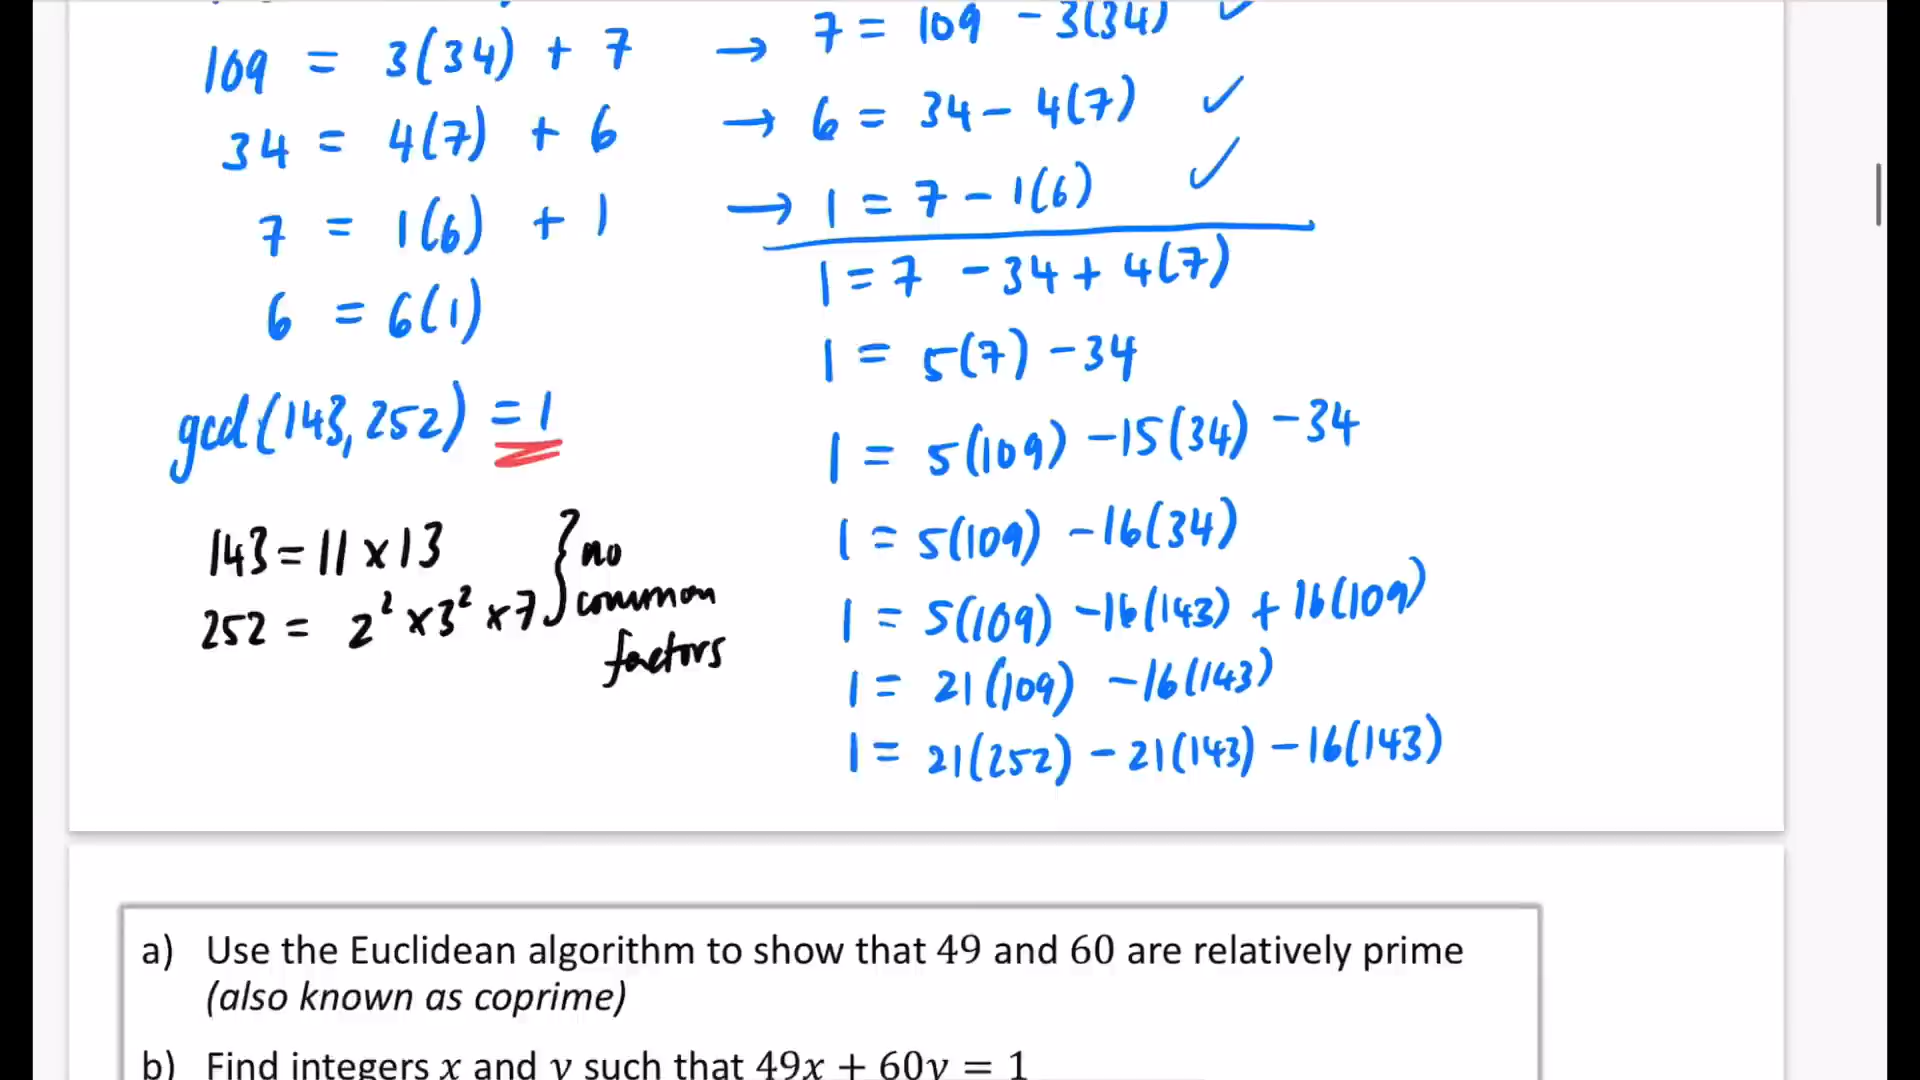 109 = 3(34) + 7 → 7 = 109 - 3(34) ✓
34 = 4(7) + 6 → 6 = 34 - 4(7) ✓
7 = 1(6) + 1 → 1 = 7 - 1(6) ✓
6 = 6(1)
gcd(143, 252) = 1
143 = 11 × 13
252 = 2² × 3² × 7 } no common factors
1 = 7 - 34 + 4(7)
1 = 5(7) - 34
1 = 5(109) - 15(34) - 34
1 = 5(109) - 16(34)
1 = 5(109) - 16(143) + 16(109)
1 = 21(109) - 16(143)
1 = 21(252) - 21(143) - 16(143)
a) Use the Euclidean algorithm to show that 49 and 60 are relatively prime
(also known as coprime)
b) Find integers x and y such that 49x + 60y = 1